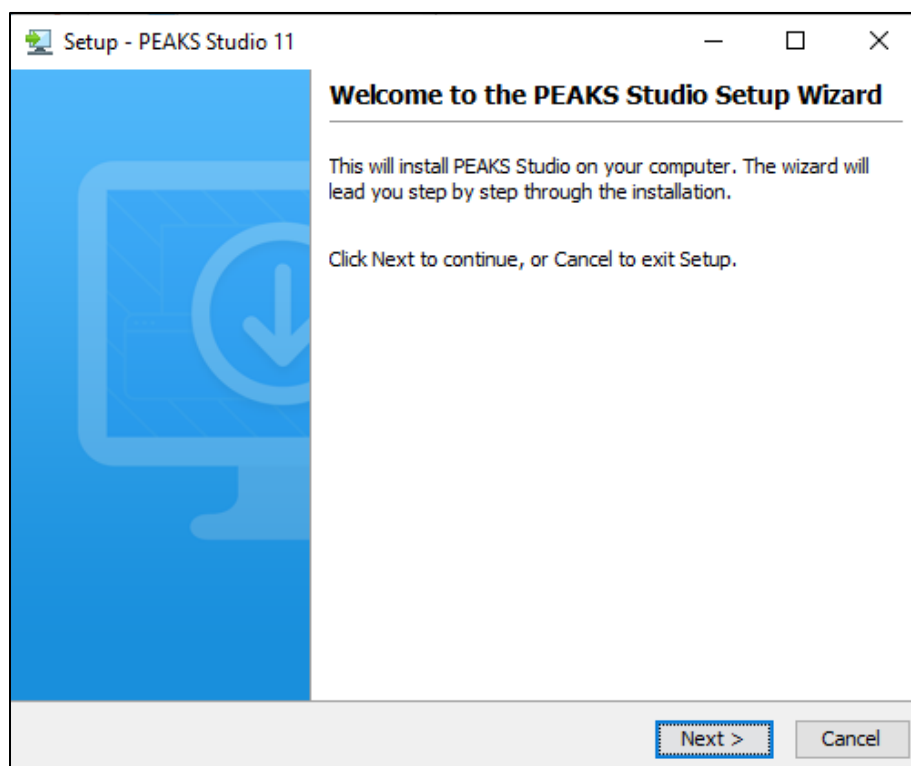 Setup - PEAKS Studio 11
Welcome to the PEAKS Studio Setup Wizard
This will install PEAKS Studio on your computer. The wizard will
lead you step by step through the installation.
Click Next to continue, or Cancel to exit Setup.
Next > Cancel